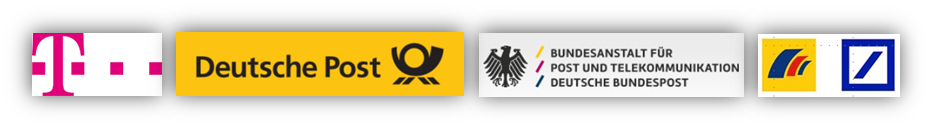 T
Deutsche Post
BUNDESANSTALT FÜR
POST UND TELEKOMMUNIKATION
DEUTSCHE BUNDESPOST